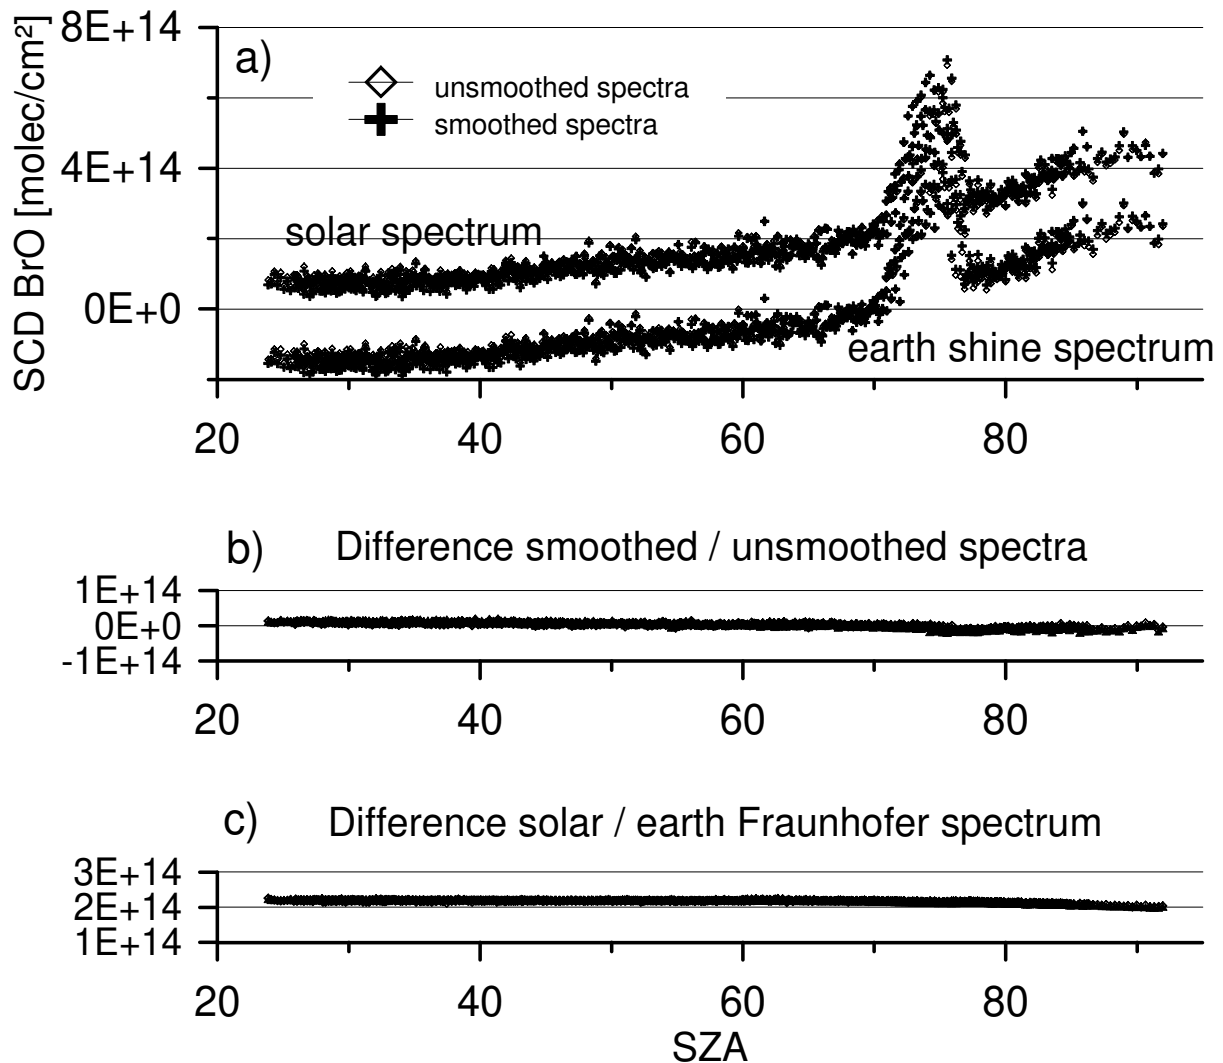 8E+14
a)
unsmoothed spectra
smoothed spectra
4E+14
solar spectrum
0E+0
earth shine spectrum
SCD BrO [molec/cm²]
20 40 60 80
b) Difference smoothed / unsmoothed spectra
1E+14
0E+0
-1E+14
20 40 60 80
c) Difference solar / earth Fraunhofer spectrum
3E+14
2E+14
1E+14
20 40 60 80
SZA